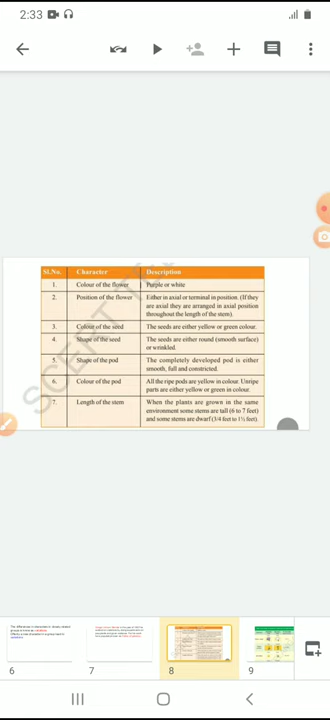 2:33
Sl.No. Character Description
1. Colour of the flower Purple or white
2. Position of the flower Either in axial or terminal in position. (If they
are axial they are arranged in axial position
throughout the length of the stem).
3. Colour of the seed The seeds are either yellow or green colour.
4. Shape of the seed The seeds are either round (smooth surface)
or wrinkled.
5. Shape of the pod The completely developed pod is either
smooth, full and constricted.
6. Colour of the pod All the ripe pods are yellow in colour. Unripe
parts are either yellow or green in colour.
7. Length of the stem When the plants are grown in the same
environment some stems are tall (6 to 7 feet)
and some stems are dwarf (3/4 feet to 1½ feet).
SCERT
6
7
8
9